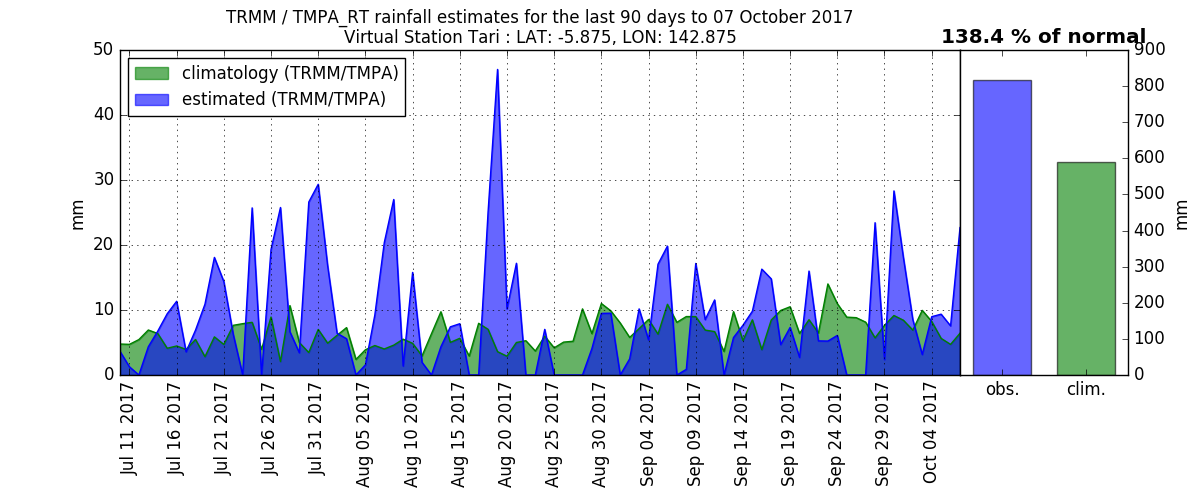 TRMM / TMPA_RT rainfall estimates for the last 90 days to 07 October 2017
Virtual Station Tari : LAT: -5.875, LON: 142.875
138.4 % of normal
climatology (TRMM/TMPA)
estimated (TRMM/TMPA)
50
40
30
20
10
0
mm
Jul 11 2017
Jul 16 2017
Jul 21 2017
Jul 26 2017
Jul 31 2017
Aug 05 2017
Aug 10 2017
Aug 15 2017
Aug 20 2017
Aug 25 2017
Aug 30 2017
Sep 04 2017
Sep 09 2017
Sep 14 2017
Sep 19 2017
Sep 24 2017
Sep 29 2017
Oct 04 2017
900
800
700
600
500
400
300
200
100
0
mm
obs.
clim.